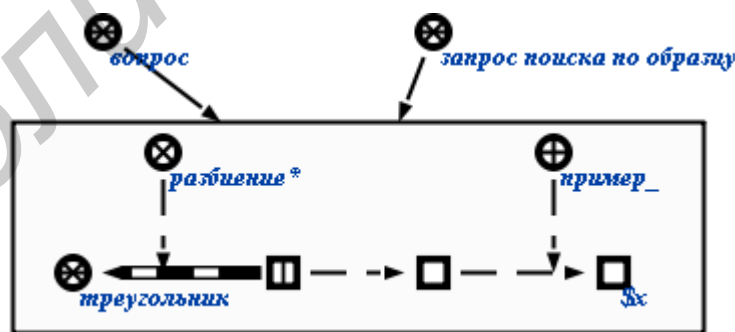 вопрос
запрос поиска по образцу
разбиение*
пример_
треугольник
$x